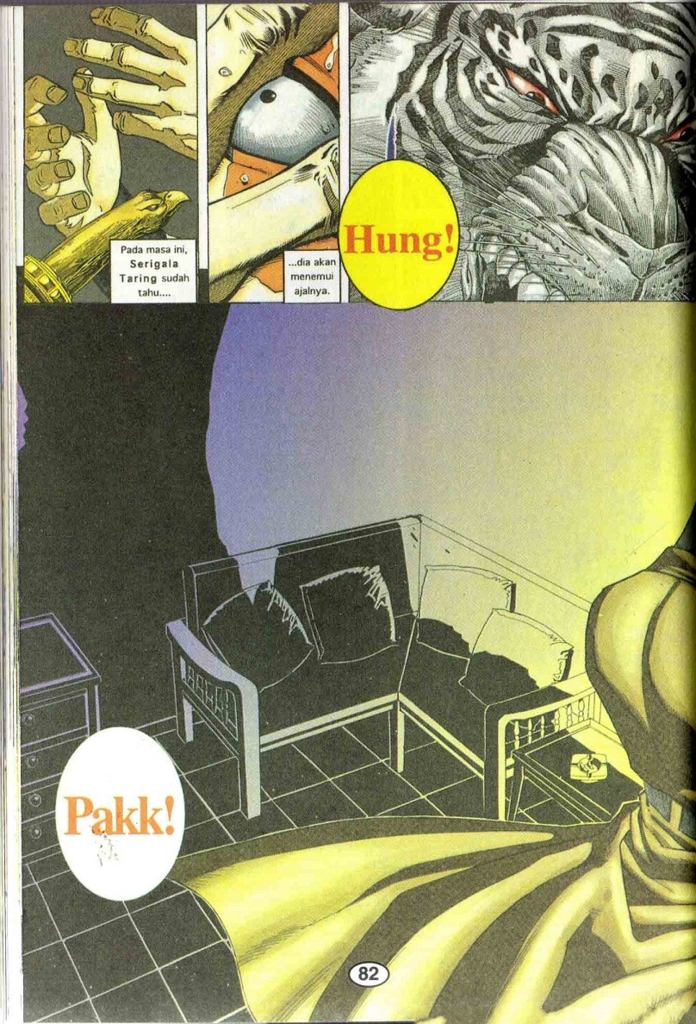 Pada masa ini,
Serigala
Taring sudah
tahu....
...dia akan
menemui
ajalnya.
Hung!
Pakk!
82